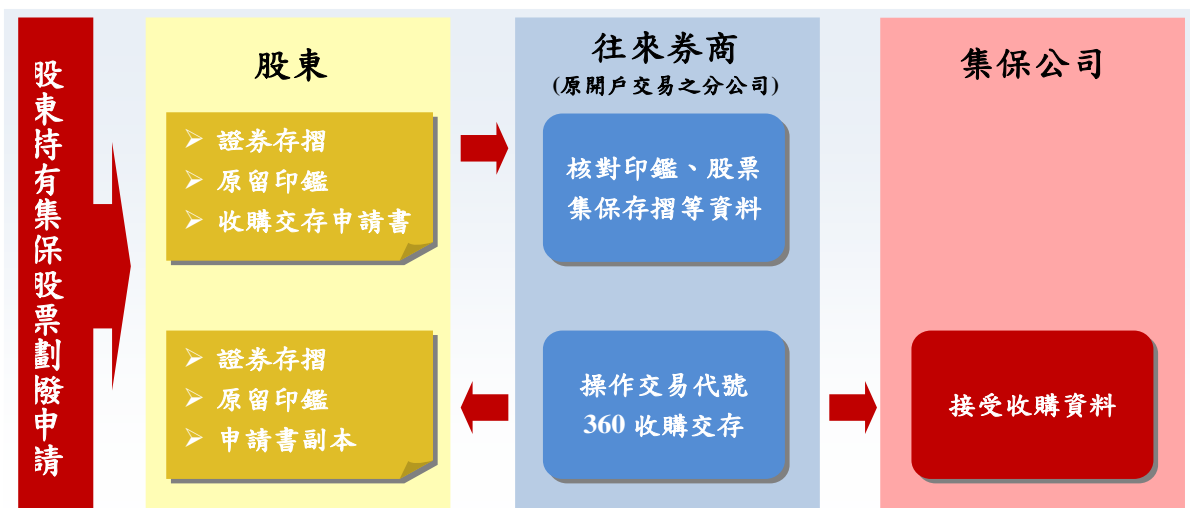 股東持有集保股票劃撥申請
股東
往來券商
(原開戶交易之分公司)
集保公司
➢ 證券存摺
➢ 原留印鑑
➢ 收購交存申請書
核對印鑑、股票
集保存摺等資料
➢ 證券存摺
➢ 原留印鑑
➢ 申請書副本
操作交易代號
360 收購交存
接受收購資料